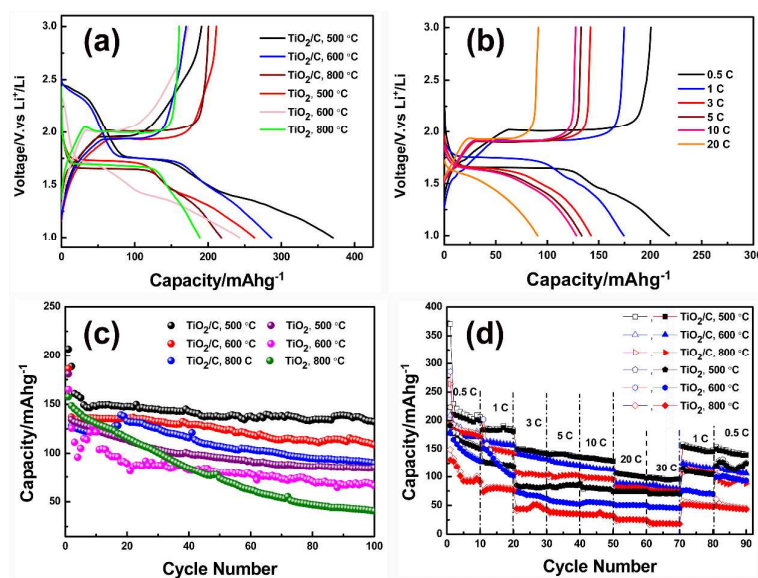 (a)
TiO2/C, 500 °C
TiO2/C, 600 °C
TiO2/C, 800 °C
TiO2, 500 °C
TiO2, 600 °C
TiO2, 800 °C
3.0
2.5
2.0
1.5
1.0
Voltage/V.vs Li+/Li
0 100 200 300 400
Capacity/mAhg-1
(b)
0.5 C
1 C
3 C
5 C
10 C
20 C
3.0
2.5
2.0
1.5
1.0
Voltage/V.vs Li+/Li
0 50 100 150 200 250 300
Capacity/mAhg-1
(c)
TiO2/C, 500 °C
TiO2/C, 600 °C
TiO2/C, 800 C
TiO2, 500 °C
TiO2, 600 °C
TiO2, 800 °C
250
200
150
100
50
0
Capacity/mAhg-1
0 20 40 60 80 100
Cycle Number
(d)
TiO2/C, 500 °C
TiO2/C, 600 °C
TiO2/C, 800 °C
TiO2, 500 °C
TiO2, 600 °C
TiO2, 800 °C
0.5 C
1 C
3 C
5 C
10 C
20 C
30 C
1 C
0.5 C
400
350
300
250
200
150
100
50
0
Capacity/mAhg-1
0 10 20 30 40 50 60 70 80 90
Cycle Number